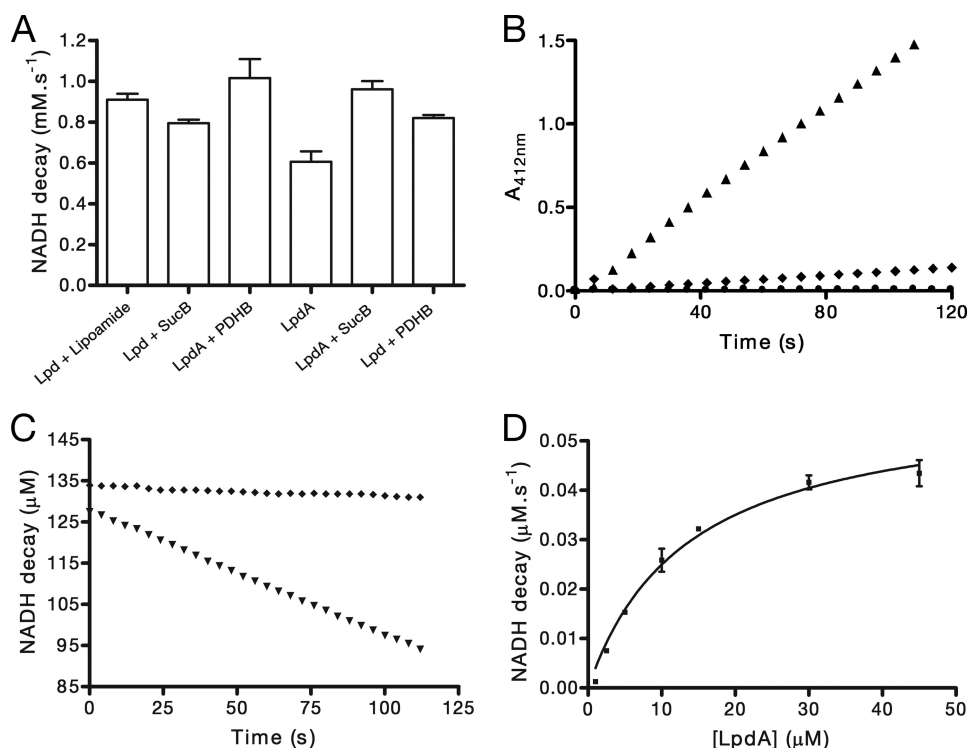 A
NADH decay (mM.s⁻¹)
1.2
1.0
0.8
0.6
0.4
0.2
0.0
Lpd + Lipoamide
Lpd + SucB
LpdA + PDHB
LpdA
LpdA + SucB
Lpd + PDHB
B
A412nm
1.5
1.0
0.5
0.0
0
40
80
120
Time (s)
C
NADH decay (μM)
145
135
125
115
105
95
85
0
25
50
75
100
125
Time (s)
D
NADH decay (μM.s⁻¹)
0.05
0.04
0.03
0.02
0.01
0.00
0
10
20
30
40
50
[LpdA] (μM)